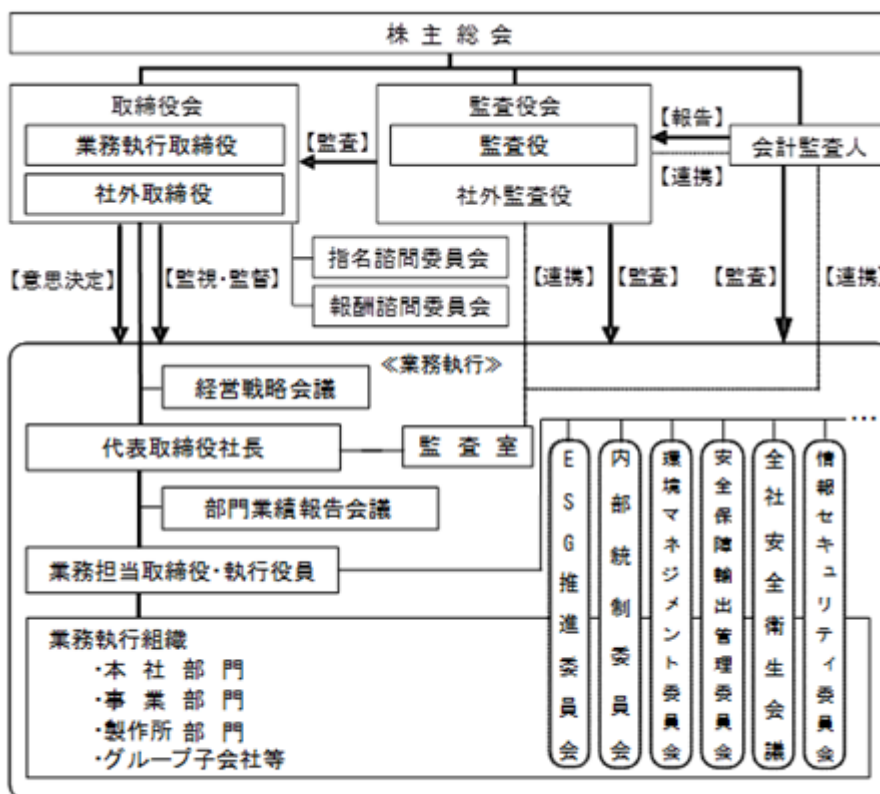 株主総会
取締役会
業務執行取締役
社外取締役
【監査】
監査役会
監査役
社外監査役
【報告】
会計監査人
【連携】
【意思決定】
【監視・監督】
指名諮問委員会
報酬諮問委員会
【連携】
【監査】
【監査】
【連携】
≪業務執行≫
経営戦略会議
代表取締役社長
監査室
部門業績報告会議
業務担当取締役・執行役員
…
ESG推進委員会
内部統制委員会
環境マネジメント委員会
安全保障輸出管理委員会
全社安全衛生会議
情報セキュリティ委員会
業務執行組織
・本社部門
・事業部門
・製作所部門
・グループ子会社等